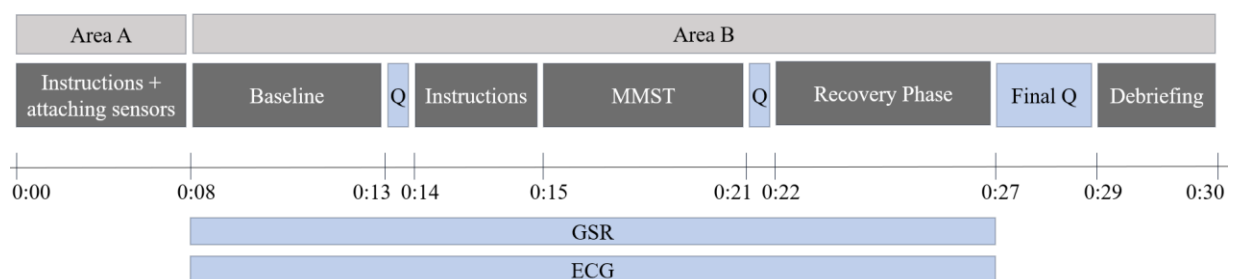 Area A
Area B
Instructions +
attaching sensors
Baseline
Q
Instructions
MMST
Q
Recovery Phase
Final Q
Debriefing
0:00
0:08
0:13
0:14
0:15
0:21
0:22
0:27
0:29
0:30
GSR
ECG